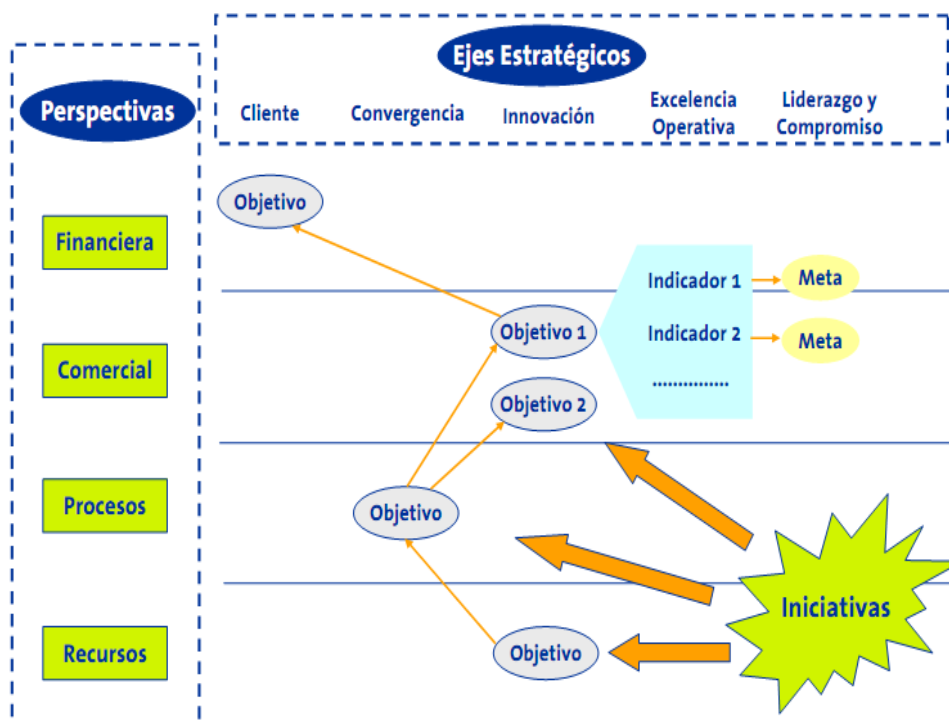 Ejes Estratégicos
Perspectivas
Cliente
Convergencia
Innovación
Excelencia
Operativa
Liderazgo y
Compromiso
Objetivo
Financiera
Indicador 1
Meta
Objetivo 1
Indicador 2
Meta
Comercial
...............
Objetivo 2
Procesos
Objetivo
Iniciativas
Recursos
Objetivo